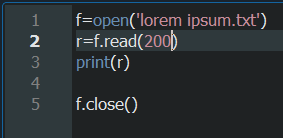 1 f=open('lorem ipsum.txt')
2 r=f.read(200)
3 print(r)
4
5 f.close()